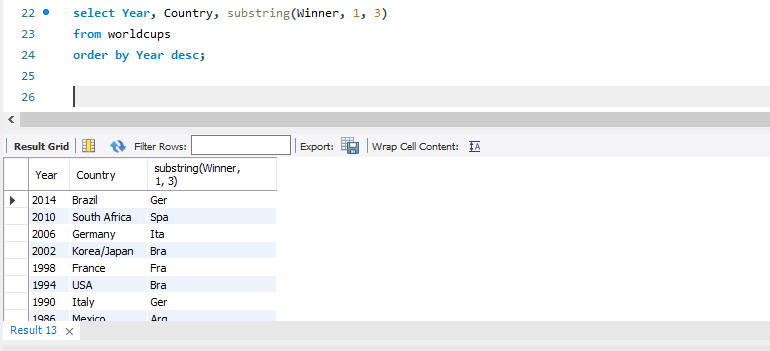 22 select Year, Country, substring(Winner, 1, 3)
23 from worldcups
24 order by Year desc;
25
26
Result Grid Filter Rows: Export: Wrap Cell Content:
Year Country substring(Winner, 1, 3)
2014 Brazil Ger
2010 South Africa Spa
2006 Germany Ita
2002 Korea/Japan Bra
1998 France Fra
1994 USA Bra
1990 Italy Ger
1986 Mexico Arg
Result 13